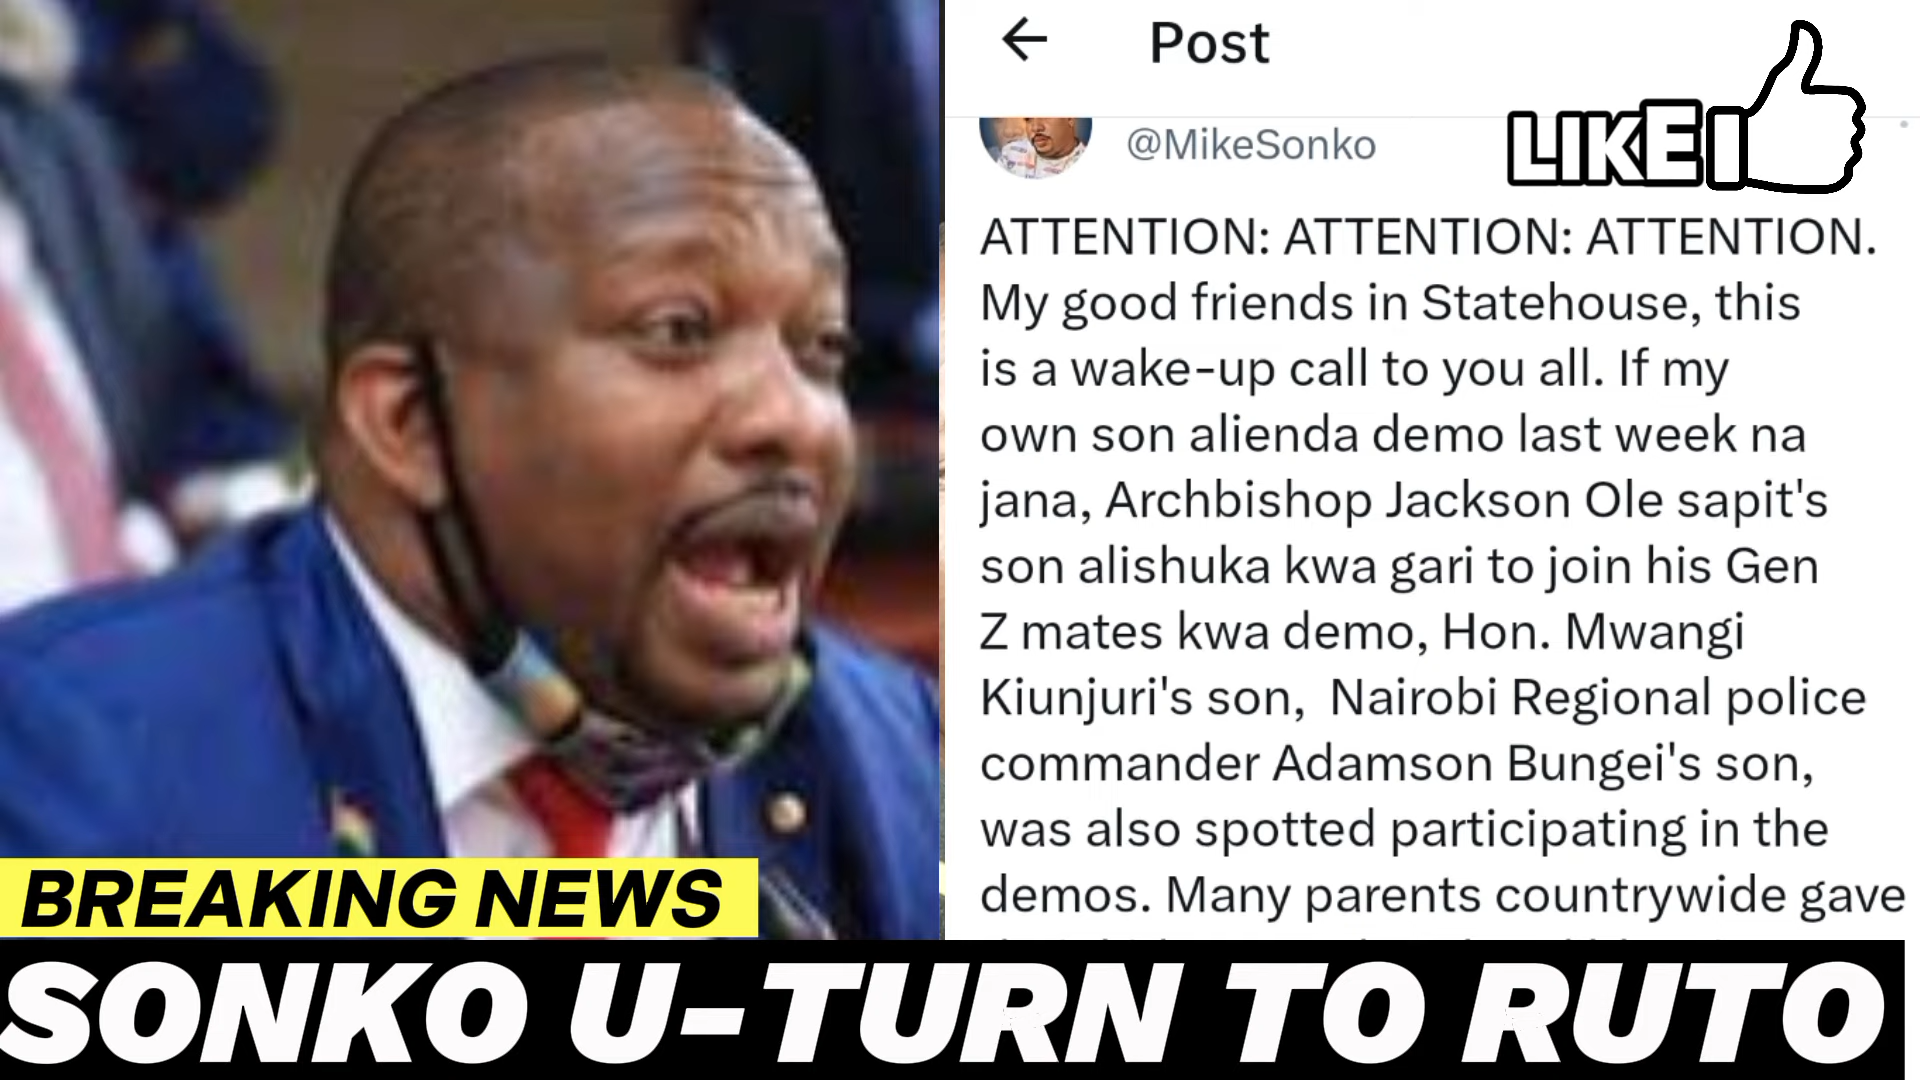 Post
@MikeSonko
LIKE
ATTENTION: ATTENTION: ATTENTION.
My good friends in Statehouse, this
is a wake-up call to you all. If my
own son alienda demo last week na
jana, Archbishop Jackson Ole sapit's
son alishuka kwa gari to join his Gen
Z mates kwa demo, Hon. Mwangi
Kiunjuri's son,  Nairobi Regional police
commander Adamson Bungei's son,
was also spotted participating in the
demos. Many parents countrywide gave
BREAKING NEWS
SONKO U-TURN TO RUTO